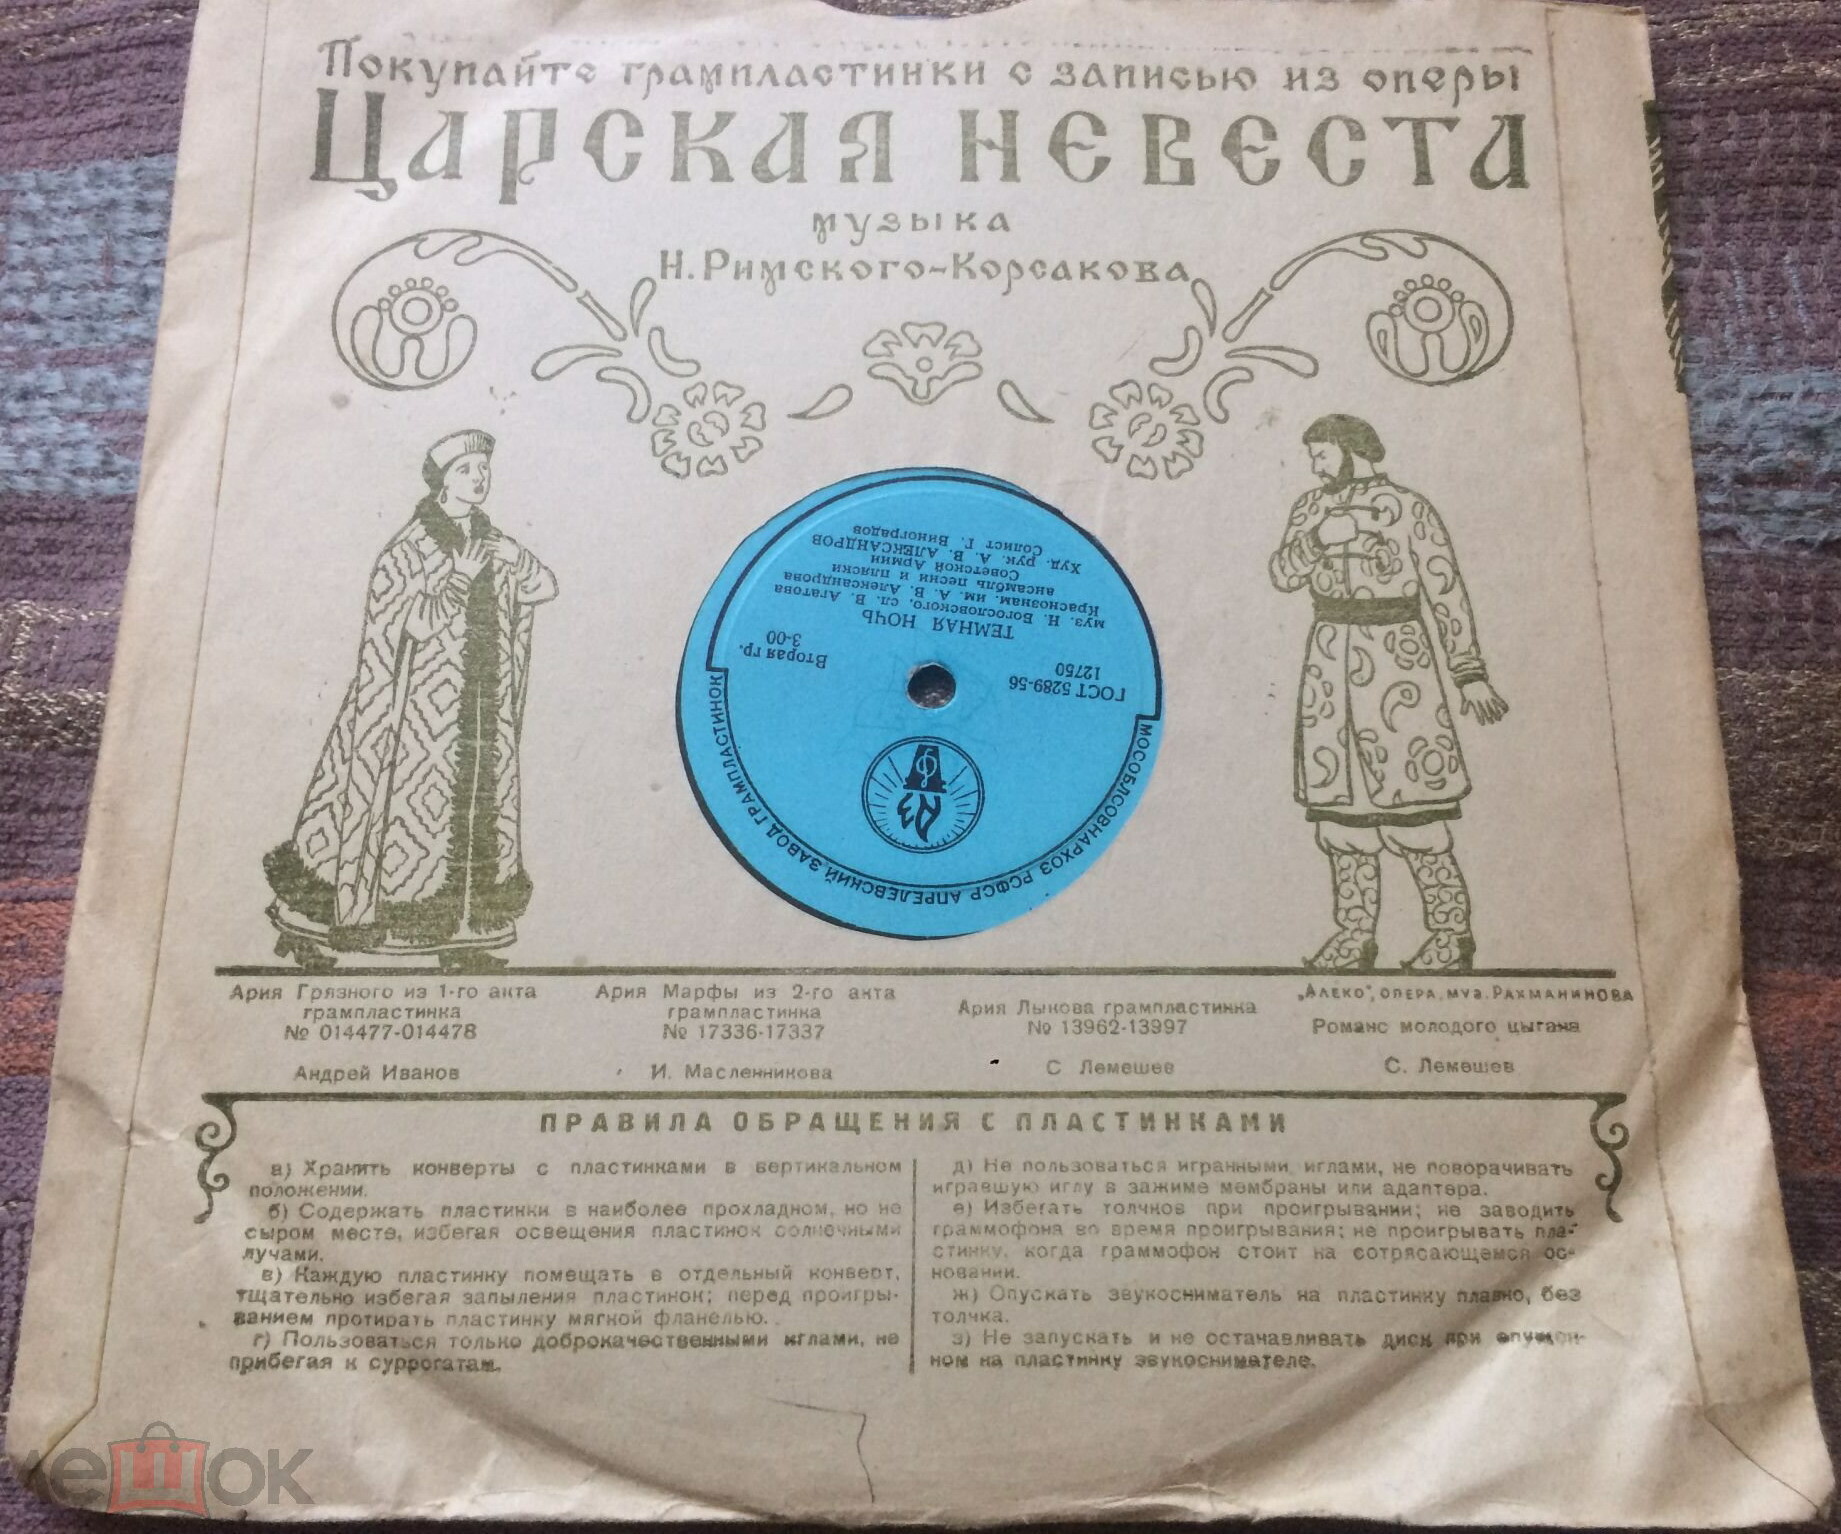 Покупайте грампластинки с записью из оперы
ЦАРСКАЯ НЕВЕСТА
музыка
Н. Римского-Корсакова
МОСОБЛСОВНАРХОЗ РСФСР АПРЕЛЕВСКИЙ ЗАВОД ГРАМПЛАСТИНОК
АЗ
ГОСТ 5289-56
12750
Вторая гр.
3-00
ТЕМНАЯ НОЧЬ
муз. Н. Богословского, сл. В. Агатова
Краснознам. им. А. В. Александрова
ансамбль песни и пляски
Советской Армии
Худ. рук. А. В. АЛЕКСАНДРОВ
Солист Г. Виноградов
Ария Грязного из 1-го акта
грампластинка
№ 014477-014478
Андрей Иванов
Ария Марфы из 2-го акта
грампластинка
№ 17336-17337
И. Масленникова
Ария Лыкова грампластинка
№ 13962-13997
С Лемешев
„Алеко", опера, муз. Рахманинова
Романс молодого цыгана
С. Лемешев
ПРАВИЛА ОБРАЩЕНИЯ С ПЛАСТИНКАМИ
а) Хранить конверты с пластинками в вертикальном
положении.
б) Содержать пластинки в наиболее прохладном, но не
сыром месте, избегая освещения пластинок солнечными
лучами.
в) Каждую пластинку помещать в отдельный конверт,
тщательно избегая запыления пластинок; перед проигры-
ванием протирать пластинку мягкой фланелью.
г) Пользоваться только доброкачественными иглами, не
прибегая к суррогатам.
д) Не пользоваться игранными иглами, не поворачивать
игравшую иглу в зажиме мембраны или адаптера.
е) Избегать толчков при проигрывании; не заводить
граммофона во время проигрывания; не проигрывать пла-
стинку, когда граммофон стоит на сотрясающемся ос-
новании.
ж) Опускать звукосниматель на пластинку плавно, без
толчка.
з) Не запускать и не останавливать диск при опущен-
ном на пластинку звукоснимателе.
мешок